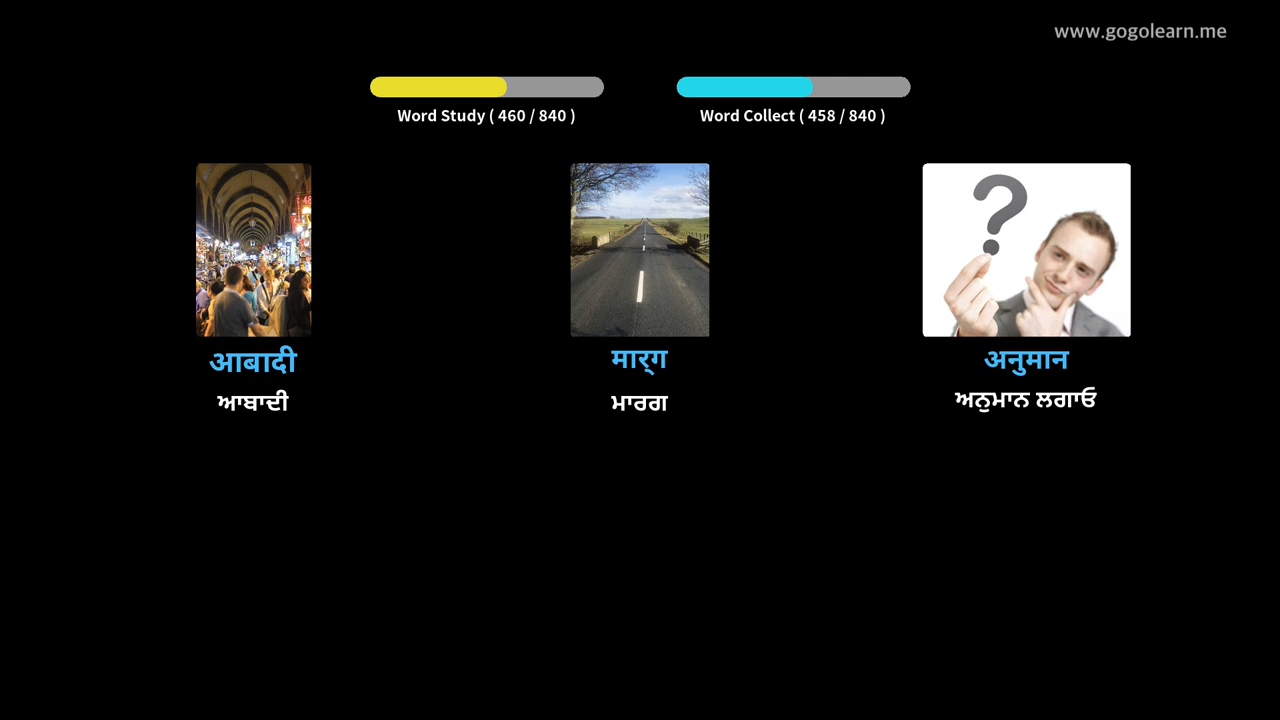 www.gogolearn.me
Word Study ( 460 / 840 )
Word Collect ( 458 / 840 )
आबादी
मार्‌ग
अनुमान
ਆਬਾਦੀ
ਮਾਰਗ
ਅਨੁਮਾਨ ਲਗਾਓ